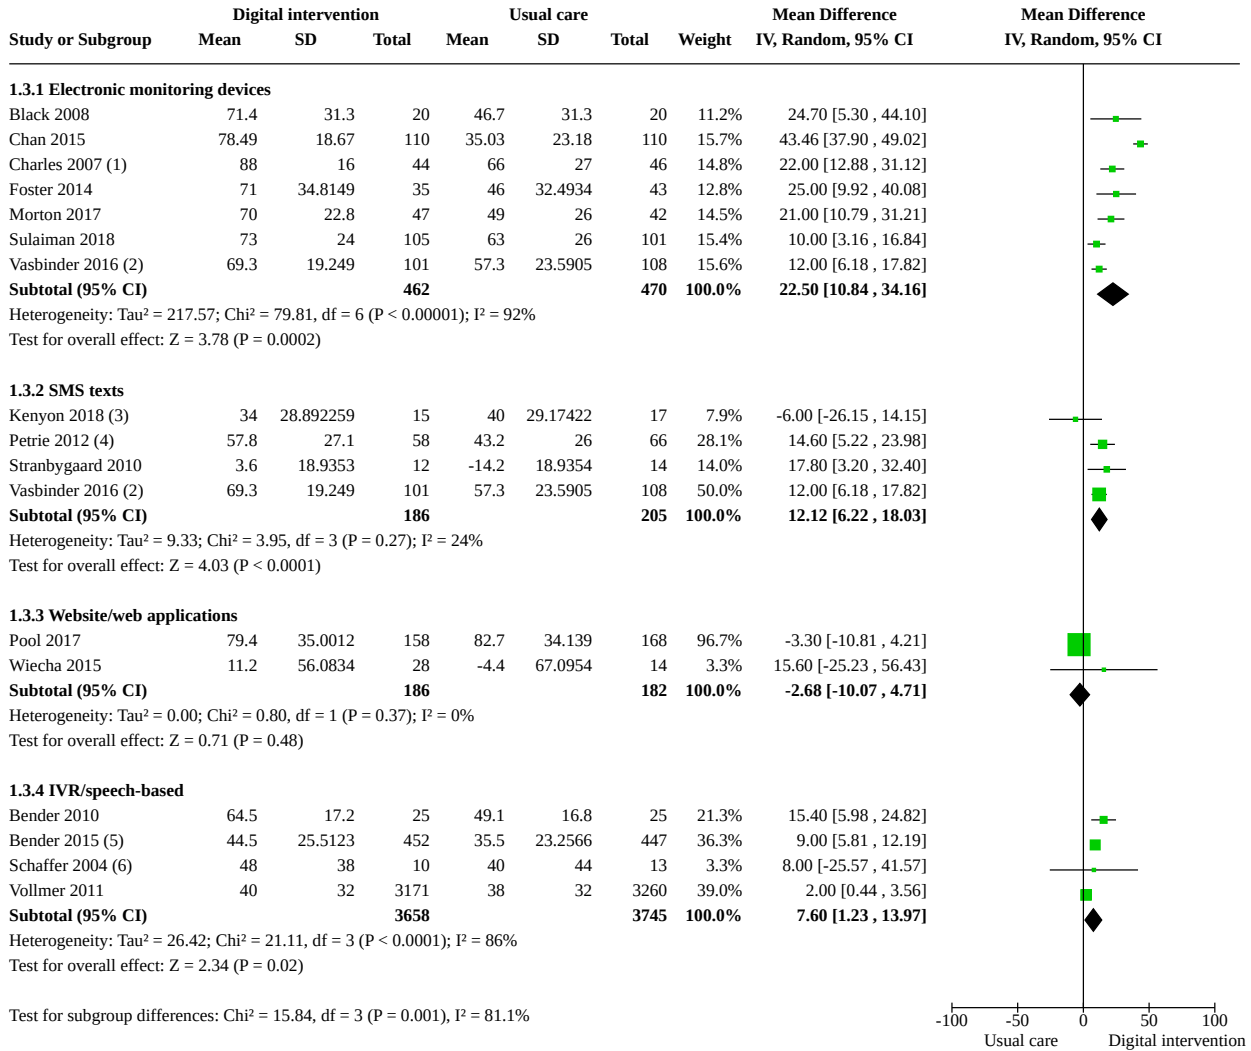 Digital intervention Usual care Mean Difference Mean Difference
Study or Subgroup Mean SD Total Mean SD Total Weight IV, Random, 95% CI IV, Random, 95% CI
1.3.1 Electronic monitoring devices
Black 2008 71.4 31.3 20 46.7 31.3 20 11.2% 24.70 [5.30 , 44.10]
Chan 2015 78.49 18.67 110 35.03 23.18 110 15.7% 43.46 [37.90 , 49.02]
Charles 2007 (1) 88 16 44 66 27 46 14.8% 22.00 [12.88 , 31.12]
Foster 2014 71 34.8149 35 46 32.4934 43 12.8% 25.00 [9.92 , 40.08]
Morton 2017 70 22.8 47 49 26 42 14.5% 21.00 [10.79 , 31.21]
Sulaiman 2018 73 24 105 63 26 101 15.4% 10.00 [3.16 , 16.84]
Vasbinder 2016 (2) 69.3 19.249 101 57.3 23.5905 108 15.6% 12.00 [6.18 , 17.82]
Subtotal (95% CI) 462 470 100.0% 22.50 [10.84 , 34.16]
Heterogeneity: Tau² = 217.57; Chi² = 79.81, df = 6 (P < 0.00001); I² = 92%
Test for overall effect: Z = 3.78 (P = 0.0002)
1.3.2 SMS texts
Kenyon 2018 (3) 34 28.892259 15 40 29.17422 17 7.9% -6.00 [-26.15 , 14.15]
Petrie 2012 (4) 57.8 27.1 58 43.2 26 66 28.1% 14.60 [5.22 , 23.98]
Stranbygaard 2010 3.6 18.9353 12 -14.2 18.9354 14 14.0% 17.80 [3.20 , 32.40]
Vasbinder 2016 (2) 69.3 19.249 101 57.3 23.5905 108 50.0% 12.00 [6.18 , 17.82]
Subtotal (95% CI) 186 205 100.0% 12.12 [6.22 , 18.03]
Heterogeneity: Tau² = 9.33; Chi² = 3.95, df = 3 (P = 0.27); I² = 24%
Test for overall effect: Z = 4.03 (P < 0.0001)
1.3.3 Website/web applications
Pool 2017 79.4 35.0012 158 82.7 34.139 168 96.7% -3.30 [-10.81 , 4.21]
Wiecha 2015 11.2 56.0834 28 -4.4 67.0954 14 3.3% 15.60 [-25.23 , 56.43]
Subtotal (95% CI) 186 182 100.0% -2.68 [-10.07 , 4.71]
Heterogeneity: Tau² = 0.00; Chi² = 0.80, df = 1 (P = 0.37); I² = 0%
Test for overall effect: Z = 0.71 (P = 0.48)
1.3.4 IVR/speech-based
Bender 2010 64.5 17.2 25 49.1 16.8 25 21.3% 15.40 [5.98 , 24.82]
Bender 2015 (5) 44.5 25.5123 452 35.5 23.2566 447 36.3% 9.00 [5.81 , 12.19]
Schaffer 2004 (6) 48 38 10 40 44 13 3.3% 8.00 [-25.57 , 41.57]
Vollmer 2011 40 32 3171 38 32 3260 39.0% 2.00 [0.44 , 3.56]
Subtotal (95% CI) 3658 3745 100.0% 7.60 [1.23 , 13.97]
Heterogeneity: Tau² = 26.42; Chi² = 21.11, df = 3 (P < 0.0001); I² = 86%
Test for overall effect: Z = 2.34 (P = 0.02)
Test for subgroup differences: Chi² = 15.84, df = 3 (P = 0.001), I² = 81.1%
-100 -50 0 50 100
Usual care Digital intervention